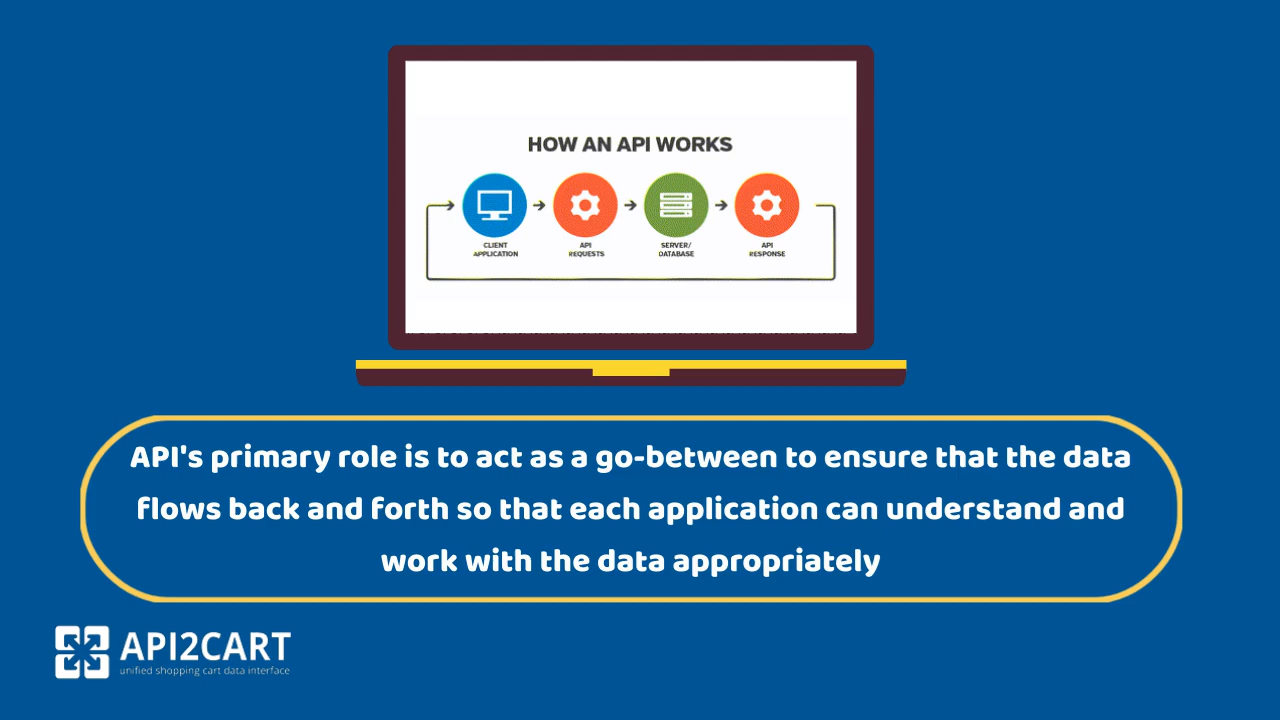 HOW AN API WORKS
CLIENT
APPLICATION
API
REQUESTS
SERVER/
DATABASE
API
RESPONSE
API's primary role is to act as a go-between to ensure that the data
flows back and forth so that each application can understand and
work with the data appropriately
API2CART
unified shopping cart data interface